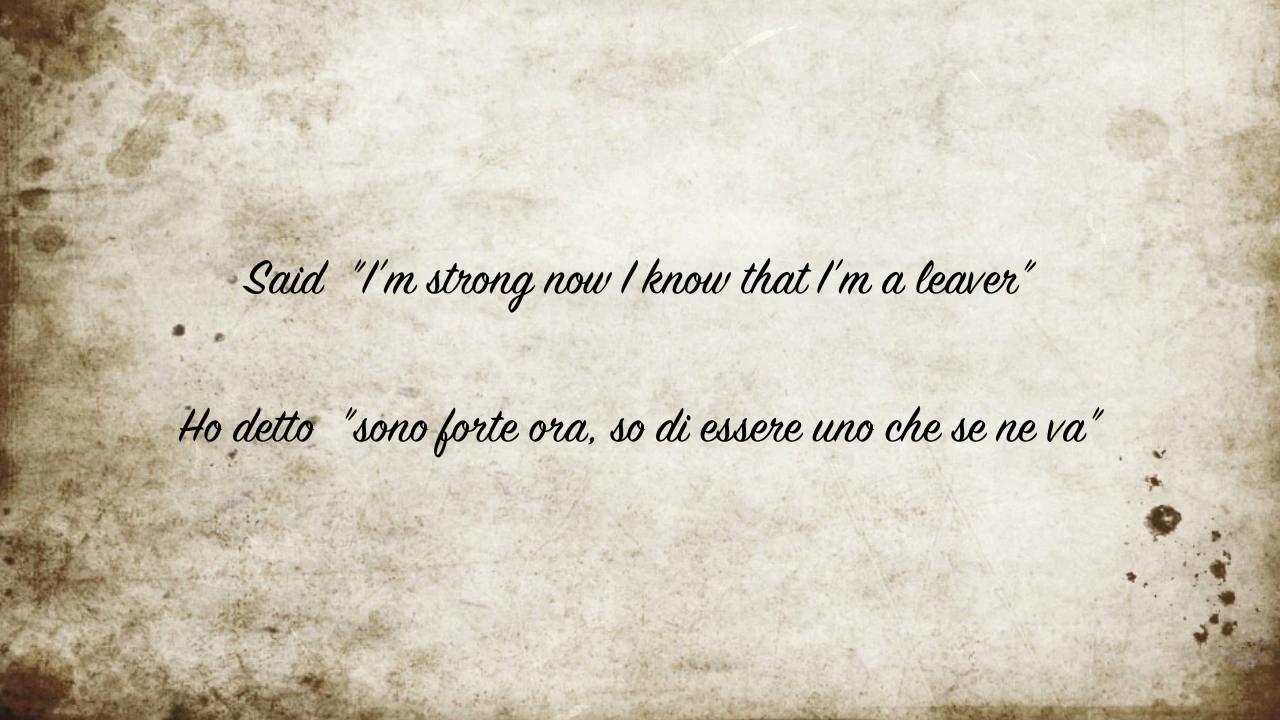 Said "I'm strong now I know that I'm a leaver"
Ho detto "sono forte ora, so di essere uno che se ne va"